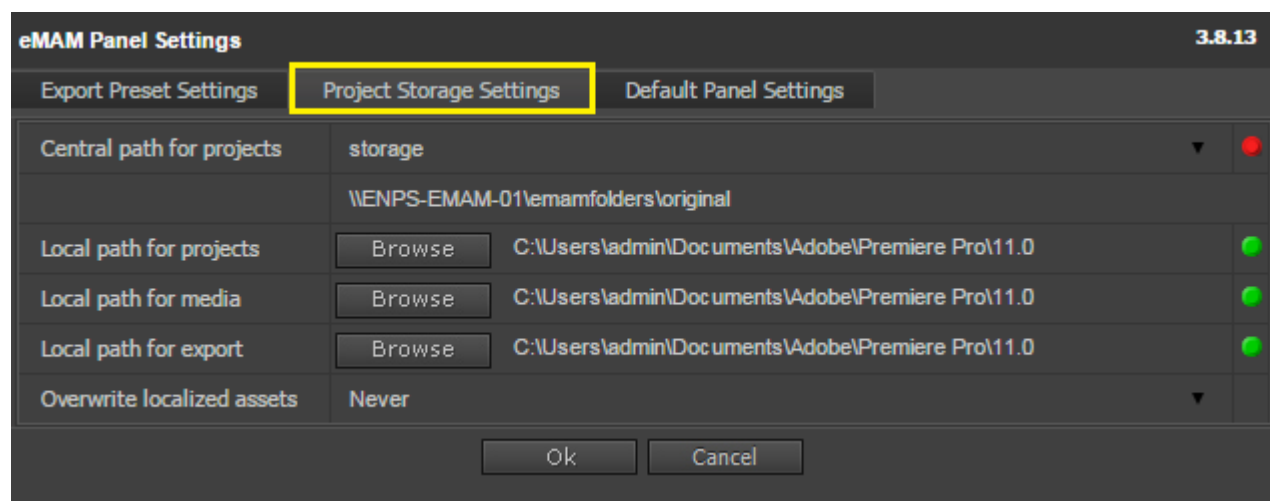 eMAM Panel Settings 3.8.13
Export Preset Settings Project Storage Settings Default Panel Settings
Central path for projects storage
\\ENPS-EMAM-01\emamfolders\original
Local path for projects Browse C:\Users\admin\Documents\Adobe\Premiere Pro\11.0
Local path for media Browse C:\Users\admin\Documents\Adobe\Premiere Pro\11.0
Local path for export Browse C:\Users\admin\Documents\Adobe\Premiere Pro\11.0
Overwrite localized assets Never
Ok Cancel